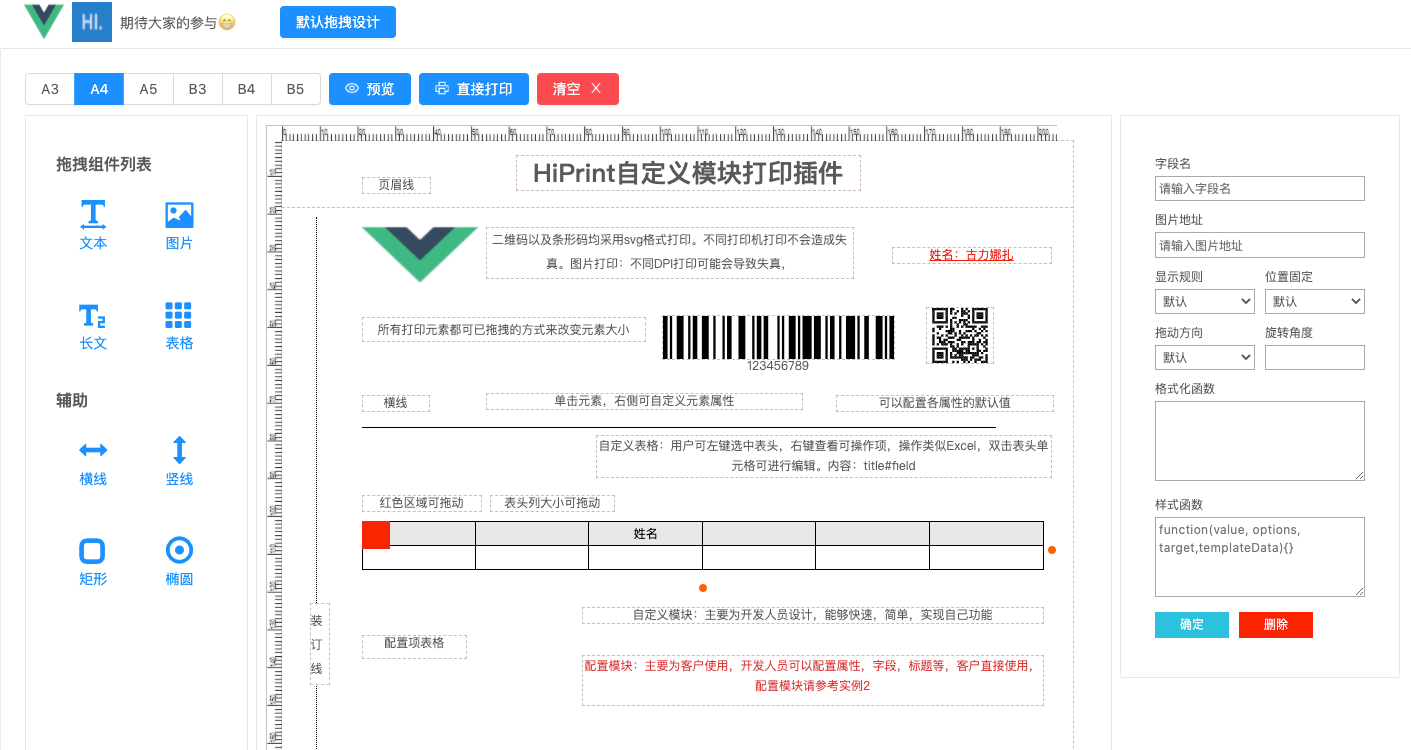 HI.
期待大家的参与😁
默认拖拽设计
A3
A4
A5
B3
B4
B5
预览
直接打印
清空
拖拽组件列表
文本
图片
长文
表格
辅助
横线
竖线
矩形
椭圆
HiPrint自定义模块打印插件
页眉线
二维码以及条形码均采用svg格式打印。不同打印机打印不会造成失
真。图片打印：不同DPI打印可能会导致失真，
姓名：古力娜扎
所有打印元素都可已拖拽的方式来改变元素大小
123456789
横线
单击元素，右侧可自定义元素属性
可以配置各属性的默认值
自定义表格：用户可左键选中表头，右键查看可操作项，操作类似Excel，双击表头单
元格可进行编辑。内容：title#field
红色区域可拖动
表头列大小可拖动
姓名
装
订
线
自定义模块：主要为开发人员设计，能够快速，简单，实现自己功能
配置项表格
配置模块：主要为客户使用，开发人员可以配置属性，字段，标题等，客户直接使用，
配置模块请参考实例2
字段名
请输入字段名
图片地址
请输入图片地址
显示规则
位置固定
默认
默认
拖动方向
旋转角度
默认
格式化函数
样式函数
function(value, options,
target,templateData){}
确定
删除